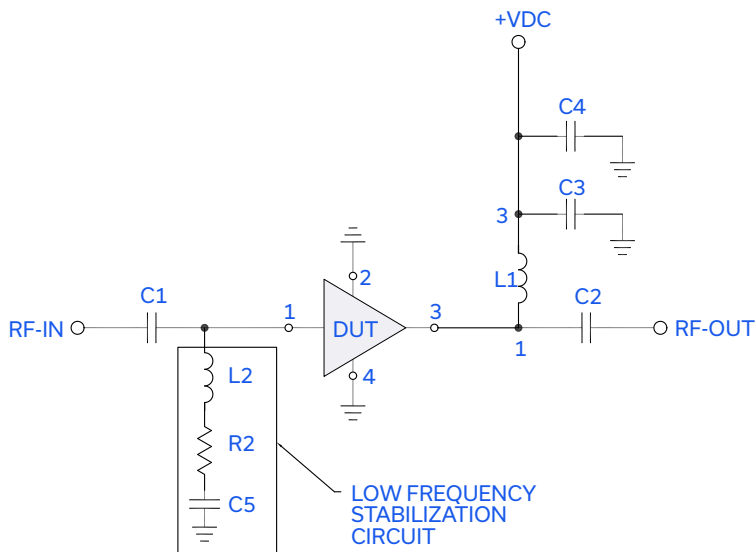 +VDC
C4
C3
3
L1
2
C1
C2
1
3
RF-IN
DUT
RF-OUT
1
4
L2
R2
C5
LOW FREQUENCY
STABILIZATION
CIRCUIT